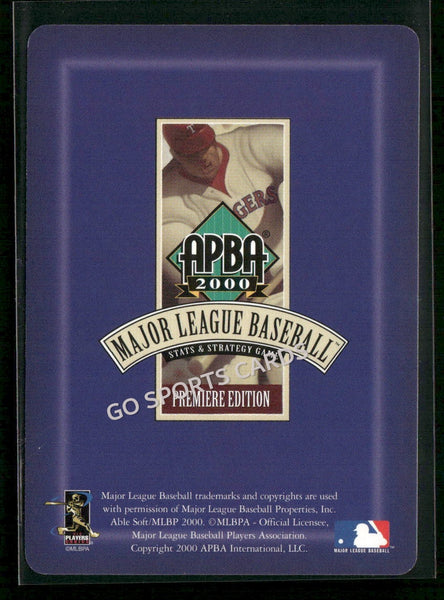 T
GERS
APBA®
2000
MAJOR LEAGUE BASEBALL™
STATS & STRATEGY GAME
GO SPORTS CARDS
PREMIERE EDITION
Major League Baseball trademarks and copyrights are used
with permission of Major League Baseball Properties, Inc.
Able Soft/MLBP 2000. ©MLBPA - Official Licensee,
Major League Baseball Players Association.
Copyright 2000 APBA International, LLC.
PLAYERS
©MLBPA
MAJOR LEAGUE BASEBALL™